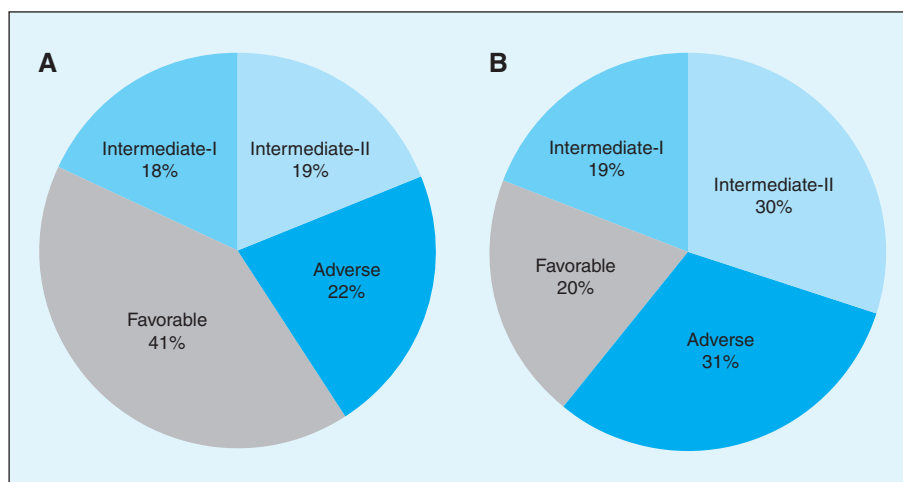 A
Intermediate-I
18%
Intermediate-II
19%
Adverse
22%
Favorable
41%
B
Intermediate-I
19%
Intermediate-II
30%
Favorable
20%
Adverse
31%